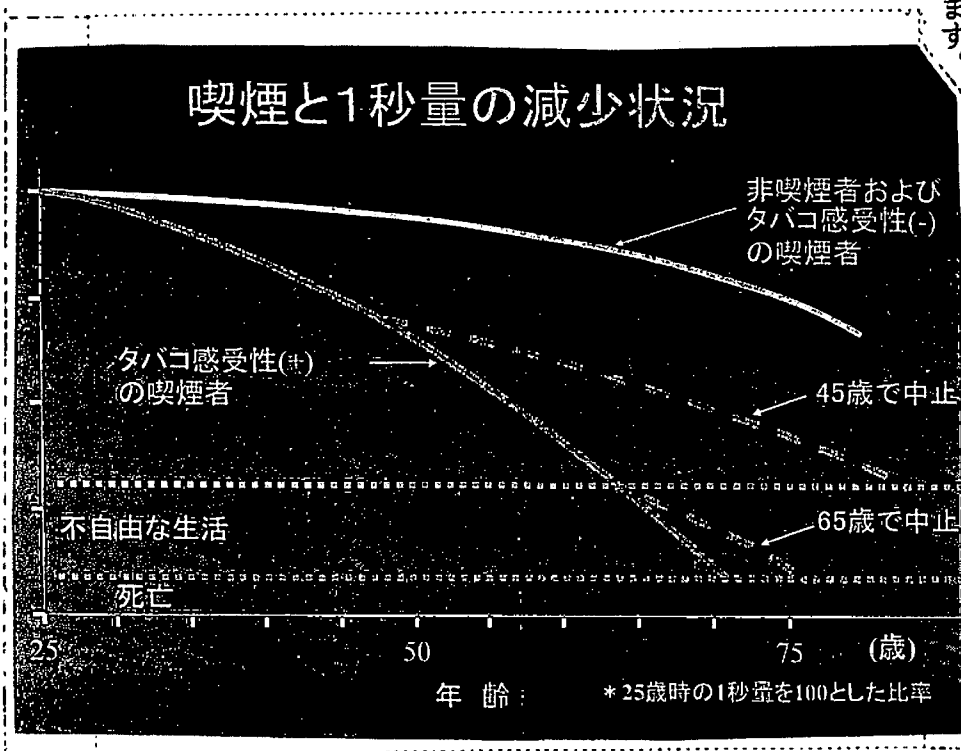 ます。
喫煙と1秒量の減少状況
非喫煙者および
タバコ感受性(-)
の喫煙者
タバコ感受性(+)
の喫煙者
45歳で中止
65歳で中止
不自由な生活
死亡
25
50
75
(歳)
年 齢:
*25歳時の1秒量を100とした比率